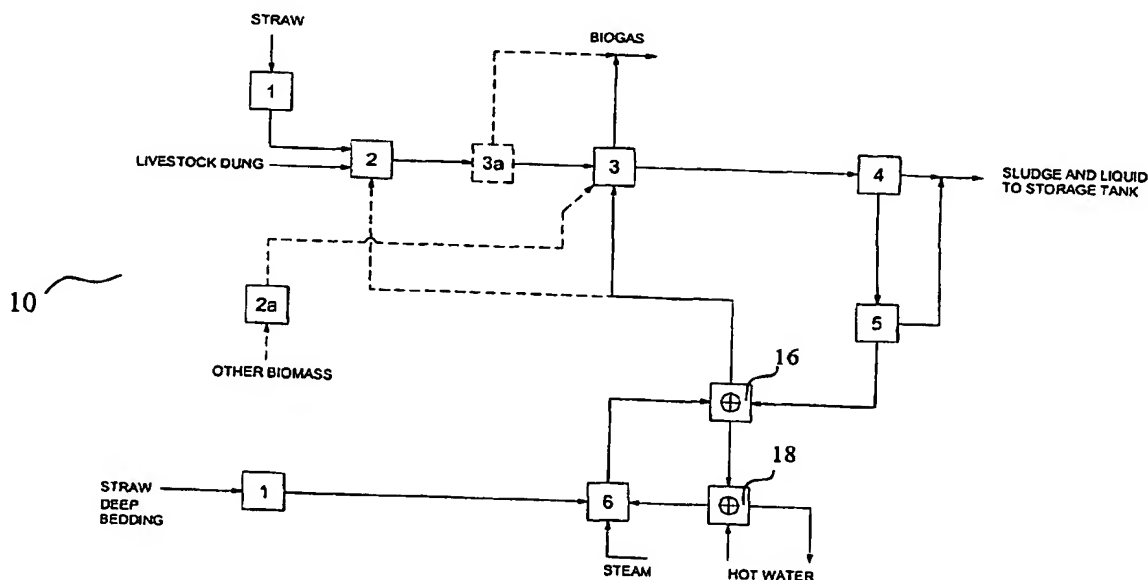 STRAW
BIOGAS
1
LIVESTOCK DUNG
2
3a
3
4
SLUDGE AND LIQUID
TO STORAGE TANK
10
2a
5
OTHER BIOMASS
16
18
STRAW
DEEP
BEDDING
1
6
STEAM
HOT WATER